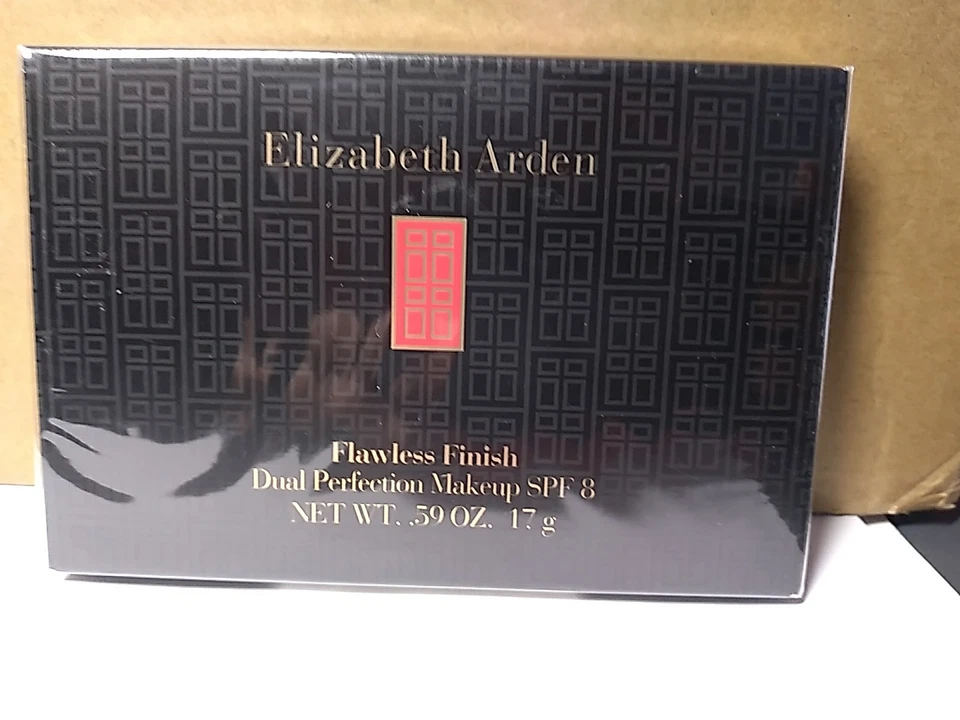 Elizabeth Arden
Flawless Finish
Dual Perfection Makeup SPF 8
NET WT. .59 OZ. 17 g